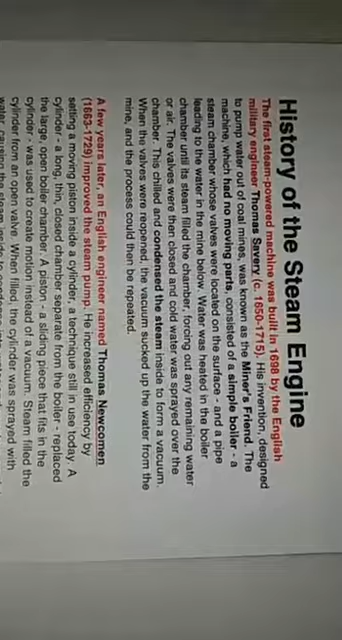 History of the Steam Engine
The first steam-powered machine was built in 1698 by the English
military engineer Thomas Savery (c. 1650-1715). His invention, designed
to pump water out of coal mines, was known as the Miner's Friend. The
machine, which had no moving parts, consisted of a simple boiler - a
steam chamber whose valves were located on the surface - and a pipe
leading to the water in the mine below. Water was heated in the boiler
chamber until its steam filled the chamber, forcing out any remaining water
or air. The valves were then closed and cold water was sprayed over the
chamber. This chilled and condensed the steam inside to form a vacuum.
When the valves were reopened, the vacuum sucked up the water from the
mine, and the process could then be repeated.
A few years later, an English engineer named Thomas Newcomen
(1663-1729) improved the steam pump. He increased efficiency by
setting a moving piston inside a cylinder, a technique still in use today. A
cylinder - a long, thin, closed chamber separate from the boiler - replaced
the large, open boiler chamber. A piston - a sliding piece that fits in the
cylinder - was used to create motion instead of a vacuum. Steam filled the
cylinder from an open valve. When filled, the cylinder was sprayed with
water, causing the steam inside to